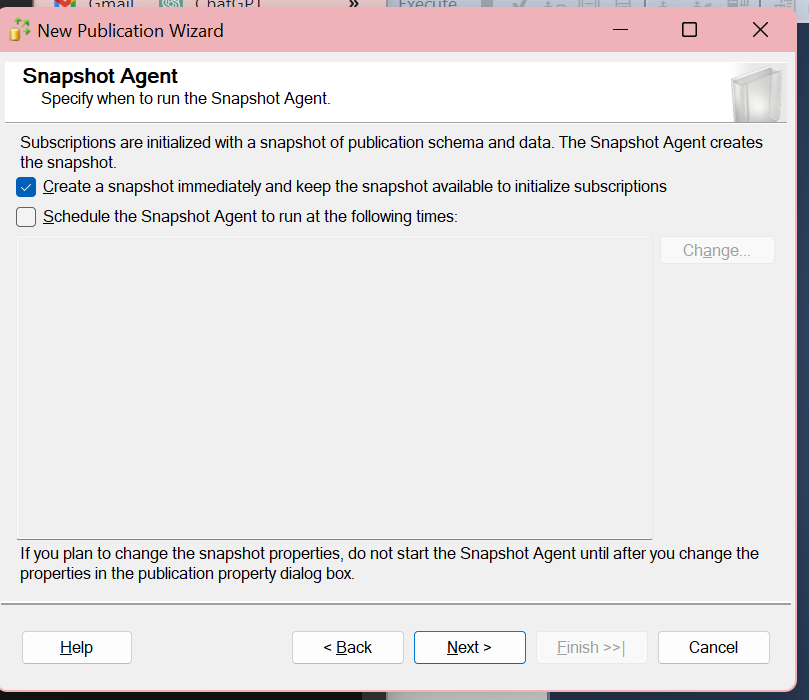 Gmail ChatGPT » Execute
New Publication Wizard
Snapshot Agent
Specify when to run the Snapshot Agent.
Subscriptions are initialized with a snapshot of publication schema and data. The Snapshot Agent creates
the snapshot.
Create a snapshot immediately and keep the snapshot available to initialize subscriptions
Schedule the Snapshot Agent to run at the following times:
Change...
If you plan to change the snapshot properties, do not start the Snapshot Agent until after you change the
properties in the publication property dialog box.
Help
< Back
Next >
Finish >>|
Cancel